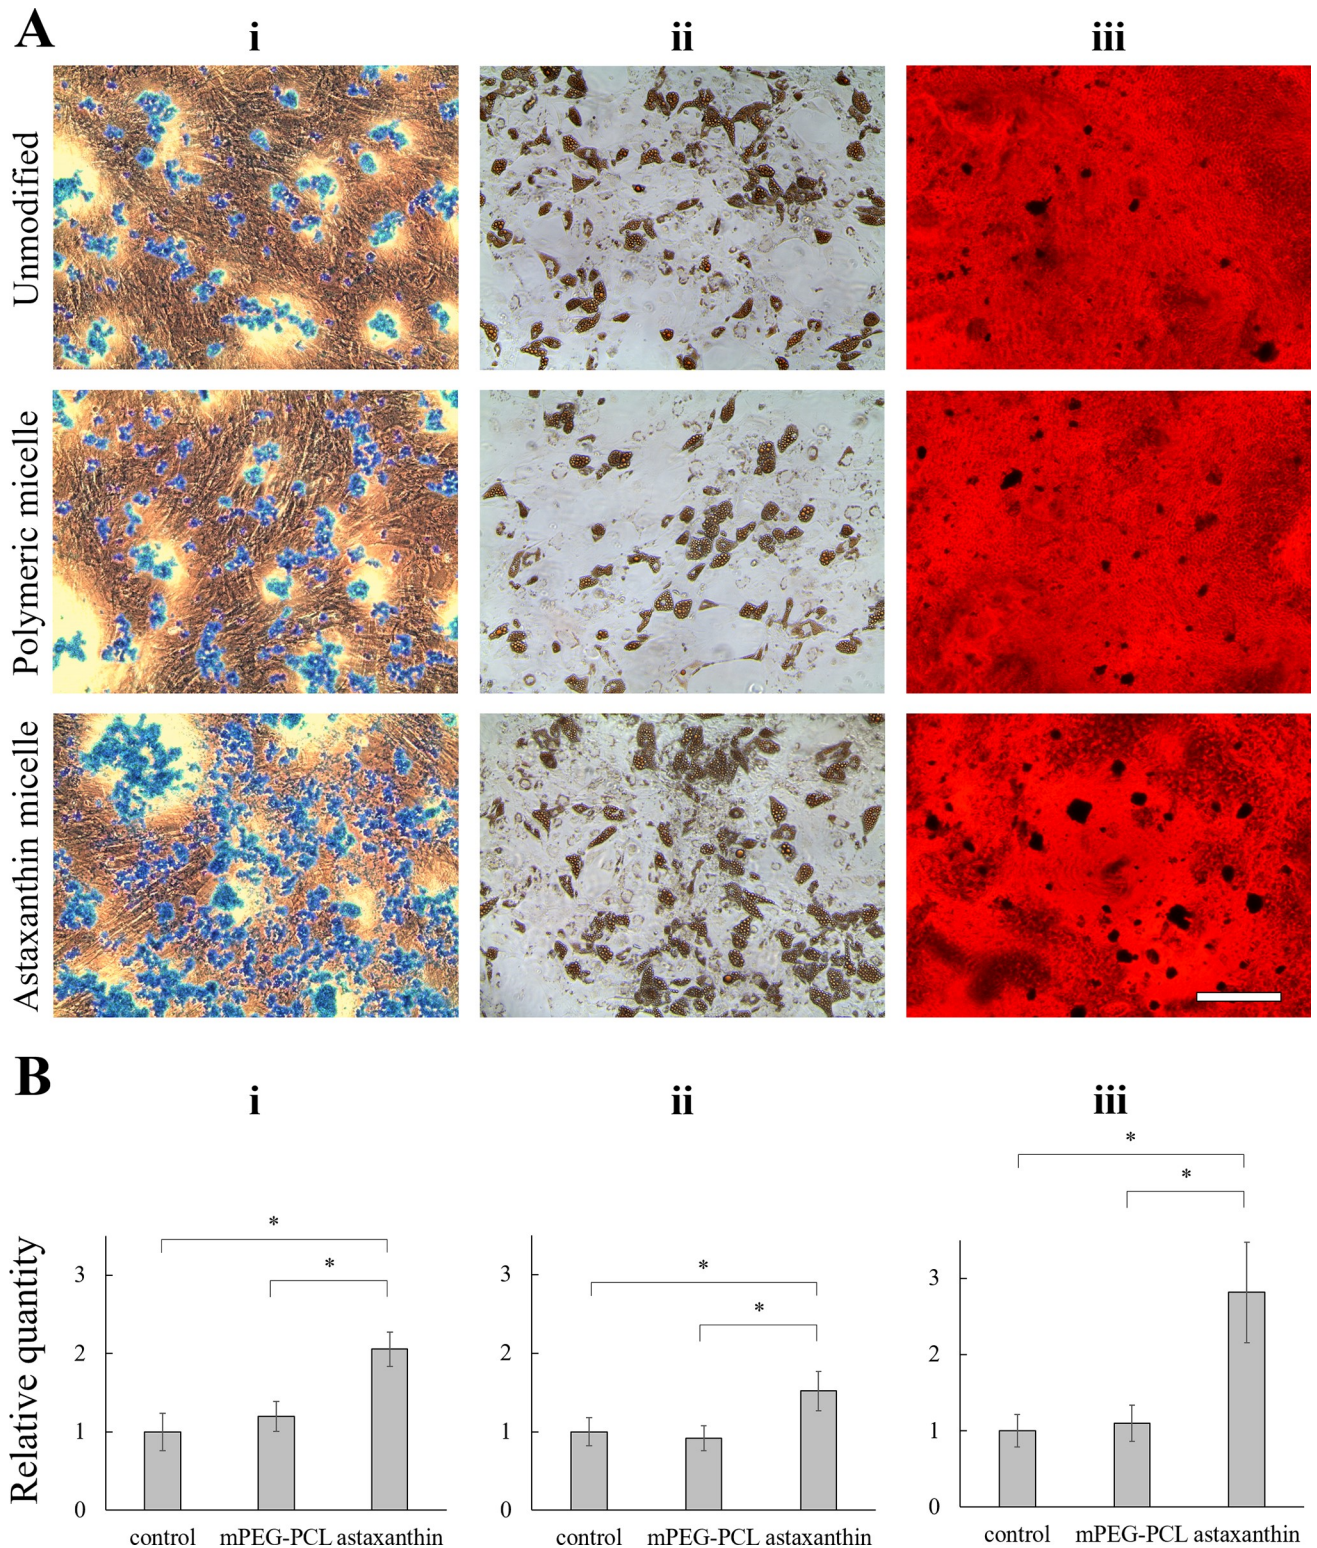 A
i ii iii
Unmodified
Polymeric micelle
Astaxanthin micelle
B
i ii iii
Relative quantity
* *
3
2
1
0
control mPEG-PCL astaxanthin
* *
3
2
1
0
control mPEG-PCL astaxanthin
* *
3
2
1
0
control mPEG-PCL astaxanthin